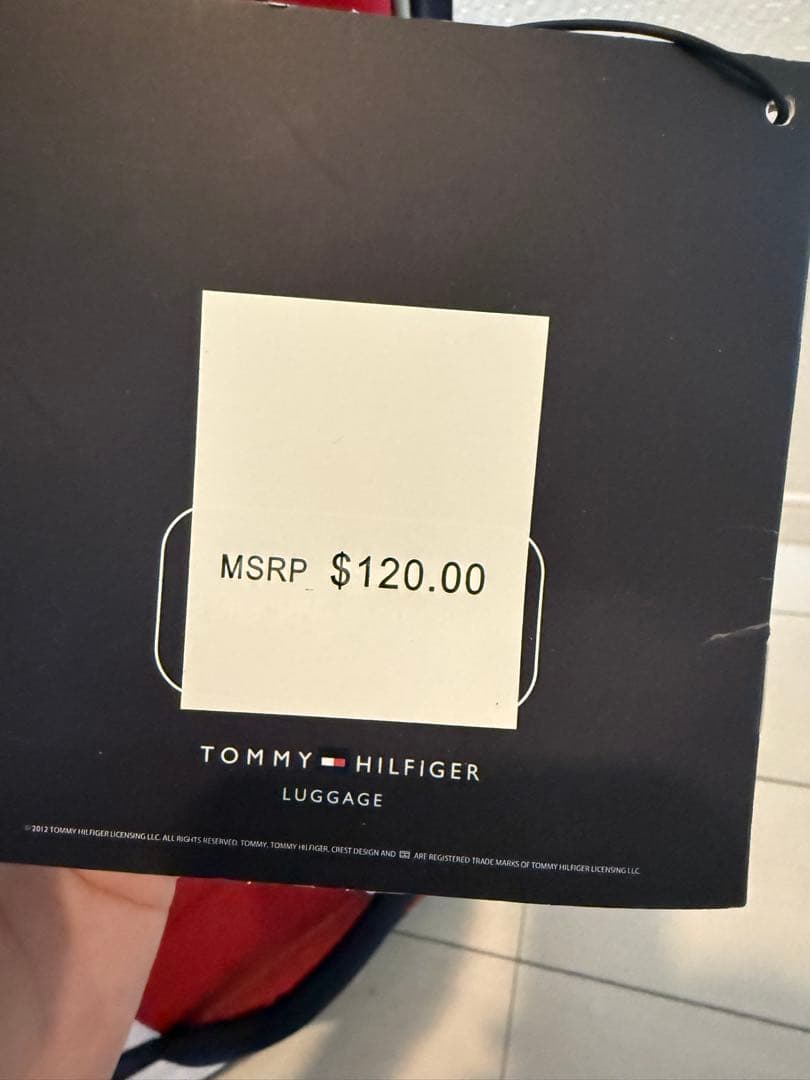 MSRP $120.00
TOMMY HILFIGER
LUGGAGE
©2012 TOMMY HILFIGER LICENSING LLC. ALL RIGHTS RESERVED. TOMMY, TOMMY HILFIGER, CREST DESIGN AND ARE REGISTERED TRADE MARKS OF TOMMY HILFIGER LICENSING LLC.